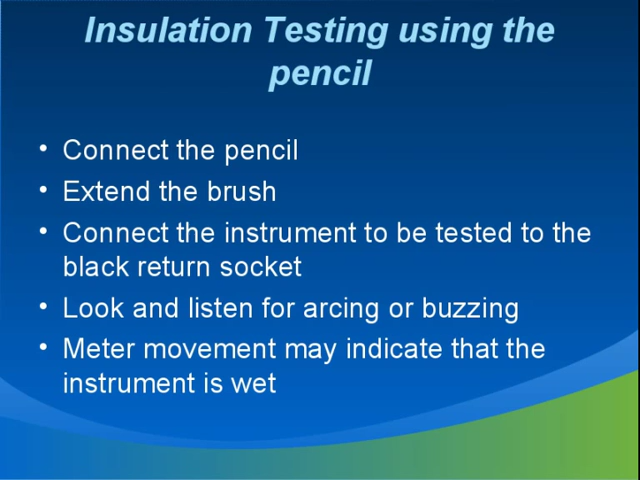 Insulation Testing using the
pencil
• Connect the pencil
• Extend the brush
• Connect the instrument to be tested to the
black return socket
• Look and listen for arcing or buzzing
• Meter movement may indicate that the
instrument is wet